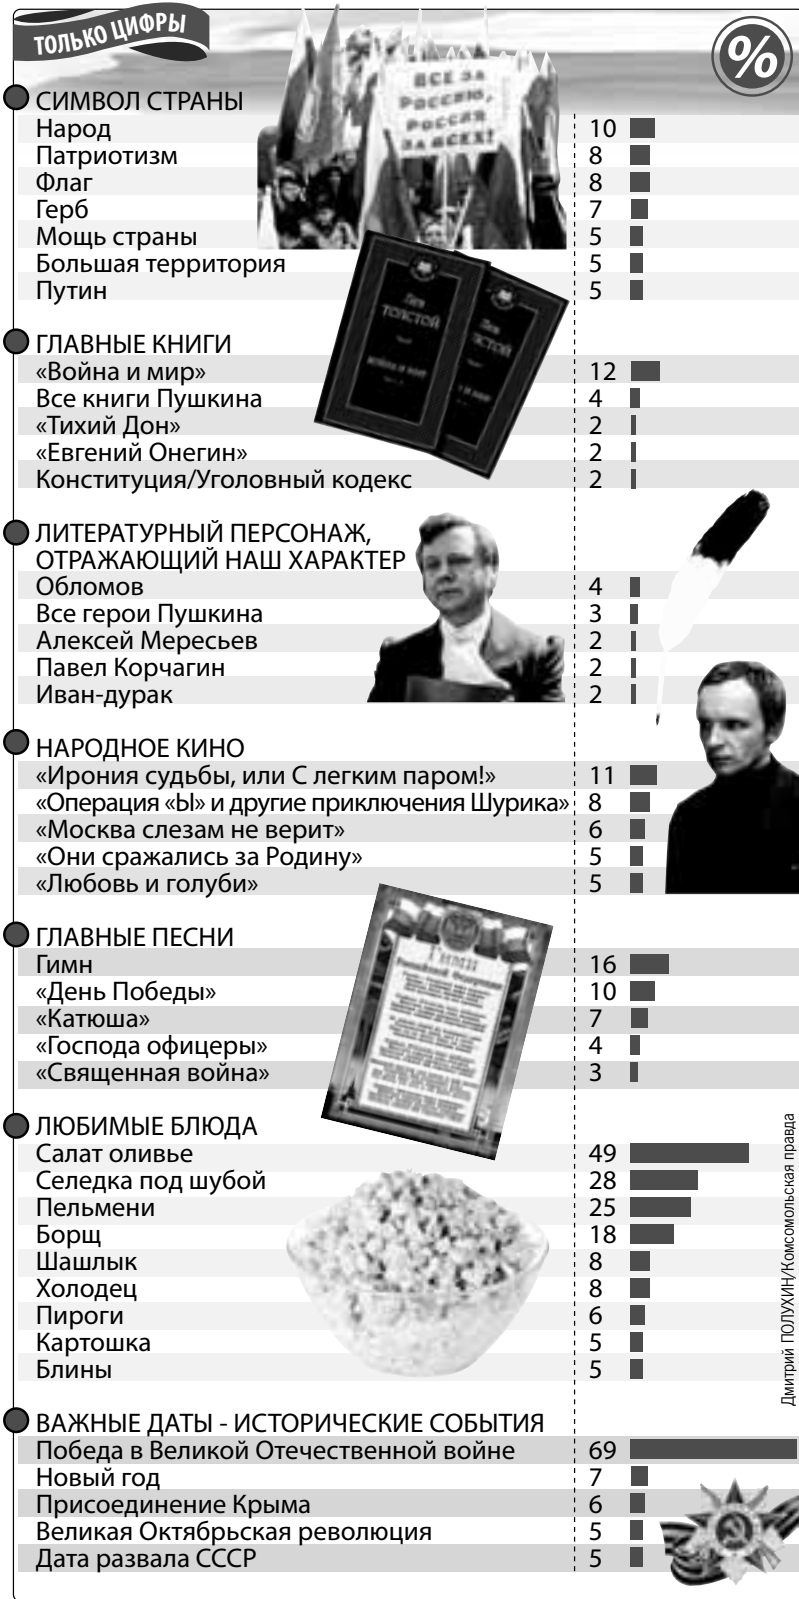 ТОЛЬКО ЦИФРЫ
%
ВСЕ ЗА
РОССИЮ,
РОССИЯ
ЗА ВСЕХ!
СИМВОЛ СТРАНЫ
Народ 10
Патриотизм 8
Флаг 8
Герб 7
Мощь страны 5
Большая территория 5
Путин 5
Лев
ТОЛСТОЙ
ВОЙНА И МИР
ГЛАВНЫЕ КНИГИ
«Война и мир» 12
Все книги Пушкина 4
«Тихий Дон» 2
«Евгений Онегин» 2
Конституция/Уголовный кодекс 2
ЛИТЕРАТУРНЫЙ ПЕРСОНАЖ,
ОТРАЖАЮЩИЙ НАШ ХАРАКТЕР
Обломов 4
Все герои Пушкина 3
Алексей Мересьев 2
Павел Корчагин 2
Иван-дурак 2
НАРОДНОЕ КИНО
«Ирония судьбы, или С легким паром!» 11
«Операция «Ы» и другие приключения Шурика» 8
«Москва слезам не верит» 6
«Они сражались за Родину» 5
«Любовь и голуби» 5
ГЛАВНЫЕ ПЕСНИ
Гимн 16
«День Победы» 10
«Катюша» 7
«Господа офицеры» 4
«Священная война» 3
Гимн
Российской Федерации
ЛЮБИМЫЕ БЛЮДА
Салат оливье 49
Селедка под шубой 28
Пельмени 25
Борщ 18
Шашлык 8
Холодец 8
Пироги 6
Картошка 5
Блины 5
Дмитрий ПОЛУХИН/Комсомольская правда
ВАЖНЫЕ ДАТЫ - ИСТОРИЧЕСКИЕ СОБЫТИЯ
Победа в Великой Отечественной войне 69
Новый год 7
Присоединение Крыма 6
Великая Октябрьская революция 5
Дата развала СССР 5